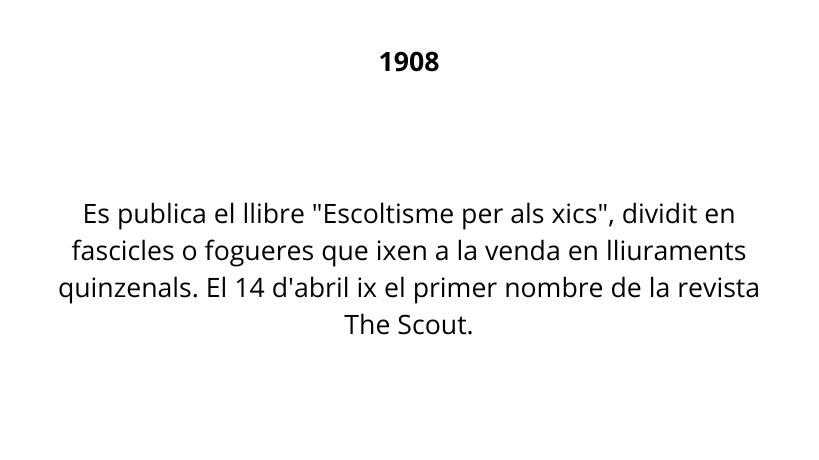 1908
Es publica el llibre "Escoltisme per als xics", dividit en
fascicles o fogueres que ixen a la venda en lliuraments
quinzenals. El 14 d'abril ix el primer nombre de la revista
The Scout.